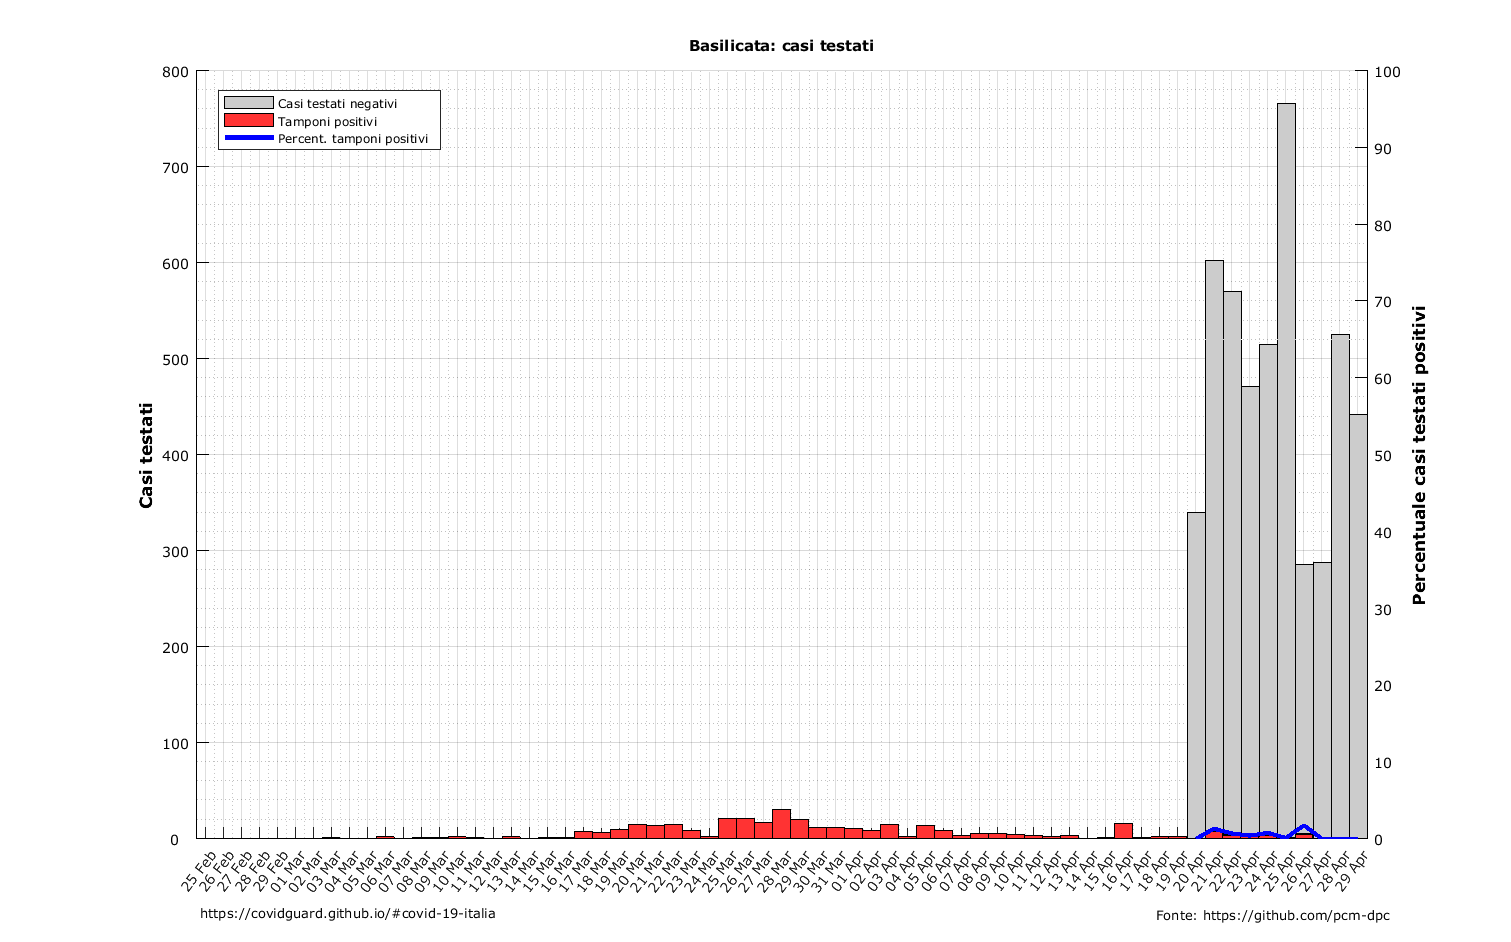 Basilicata: casi testati
Casi testati negativi
Tamponi positivi
Percent. tamponi positivi
Casi testati
800
700
600
500
400
300
200
100
0
100
90
80
70
60
50
40
30
20
10
0
Percentuale casi testati positivi
25 Feb
26 Feb
27 Feb
28 Feb
29 Feb
01 Mar
02 Mar
03 Mar
04 Mar
05 Mar
06 Mar
07 Mar
08 Mar
09 Mar
10 Mar
11 Mar
12 Mar
13 Mar
14 Mar
15 Mar
16 Mar
17 Mar
18 Mar
19 Mar
20 Mar
21 Mar
22 Mar
23 Mar
24 Mar
25 Mar
26 Mar
27 Mar
28 Mar
29 Mar
30 Mar
31 Mar
01 Apr
02 Apr
03 Apr
04 Apr
05 Apr
06 Apr
07 Apr
08 Apr
09 Apr
10 Apr
11 Apr
12 Apr
13 Apr
14 Apr
15 Apr
16 Apr
17 Apr
18 Apr
19 Apr
20 Apr
21 Apr
22 Apr
23 Apr
24 Apr
25 Apr
26 Apr
27 Apr
28 Apr
29 Apr
https://covidguard.github.io/#covid-19-italia
Fonte: https://github.com/pcm-dpc